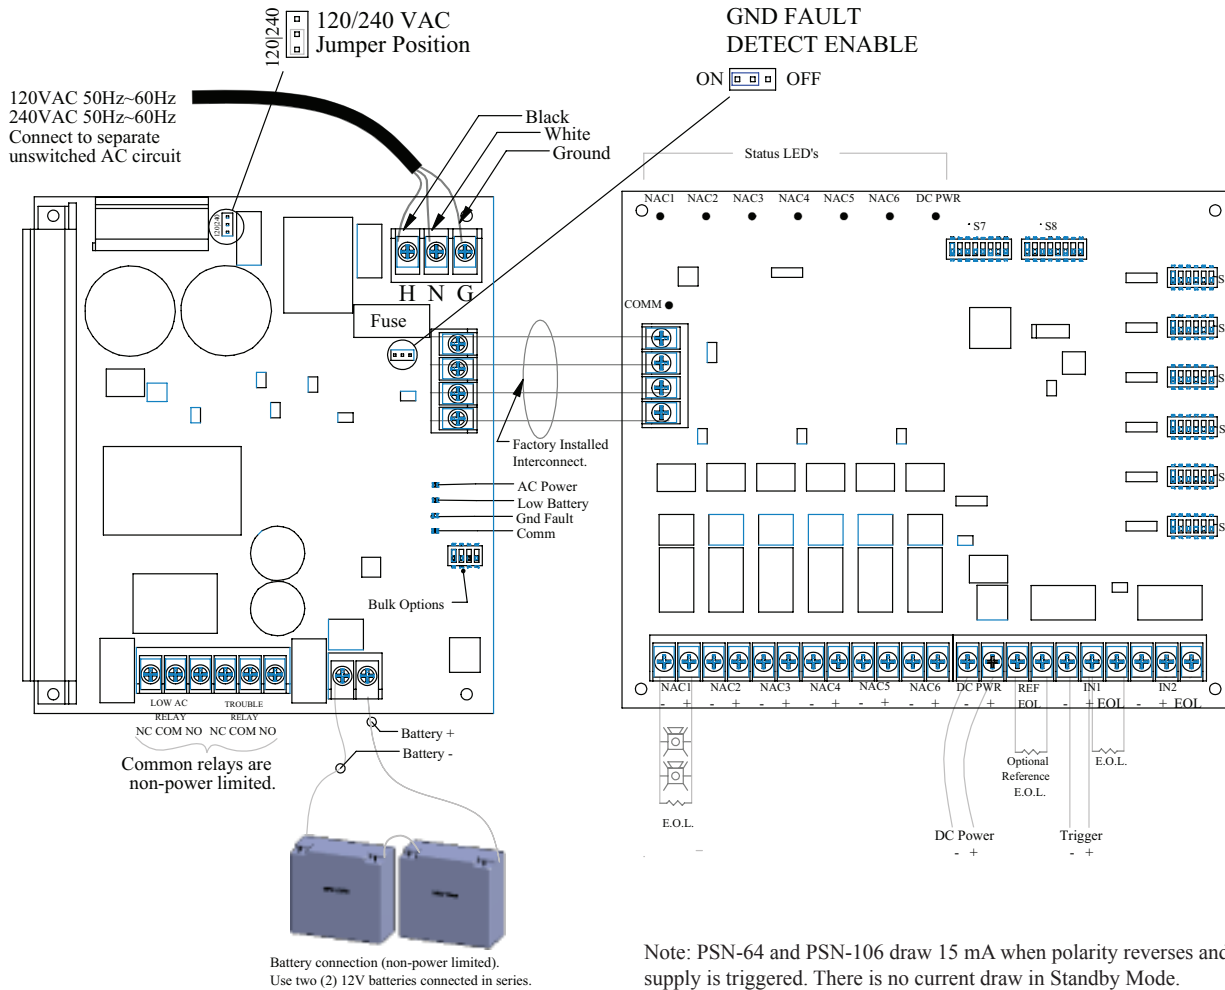 120|240
120/240 VAC
Jumper Position
GND FAULT
DETECT ENABLE
ON OFF
120VAC 50Hz~60Hz
240VAC 50Hz~60Hz
Connect to separate
unswitched AC circuit
Black
White
Ground
Status LED's
NAC1 NAC2 NAC3 NAC4 NAC5 NAC6 DC PWR
S7 S8
120|240
H N G
COMM
Fuse
S
S
S
S
S
S
Factory Installed
Interconnect.
AC Power
Low Battery
Gnd Fault
Comm
Bulk Options
LOW AC
RELAY
NC COM NO
TROUBLE
RELAY
NC COM NO
Common relays are
non-power limited.
Battery +
Battery -
NAC1 NAC2 NAC3 NAC4 NAC5 NAC6 DC PWR REF IN1 IN2
- + - + - + - + - + - + - + EOL - + EOL - + EOL
E.O.L.
Optional
Reference
E.O.L.
E.O.L.
DC Power
- +
Trigger
- +
Battery connection (non-power limited).
Use two (2) 12V batteries connected in series.
Note: PSN-64 and PSN-106 draw 15 mA when polarity reverses and
supply is triggered. There is no current draw in Standby Mode.